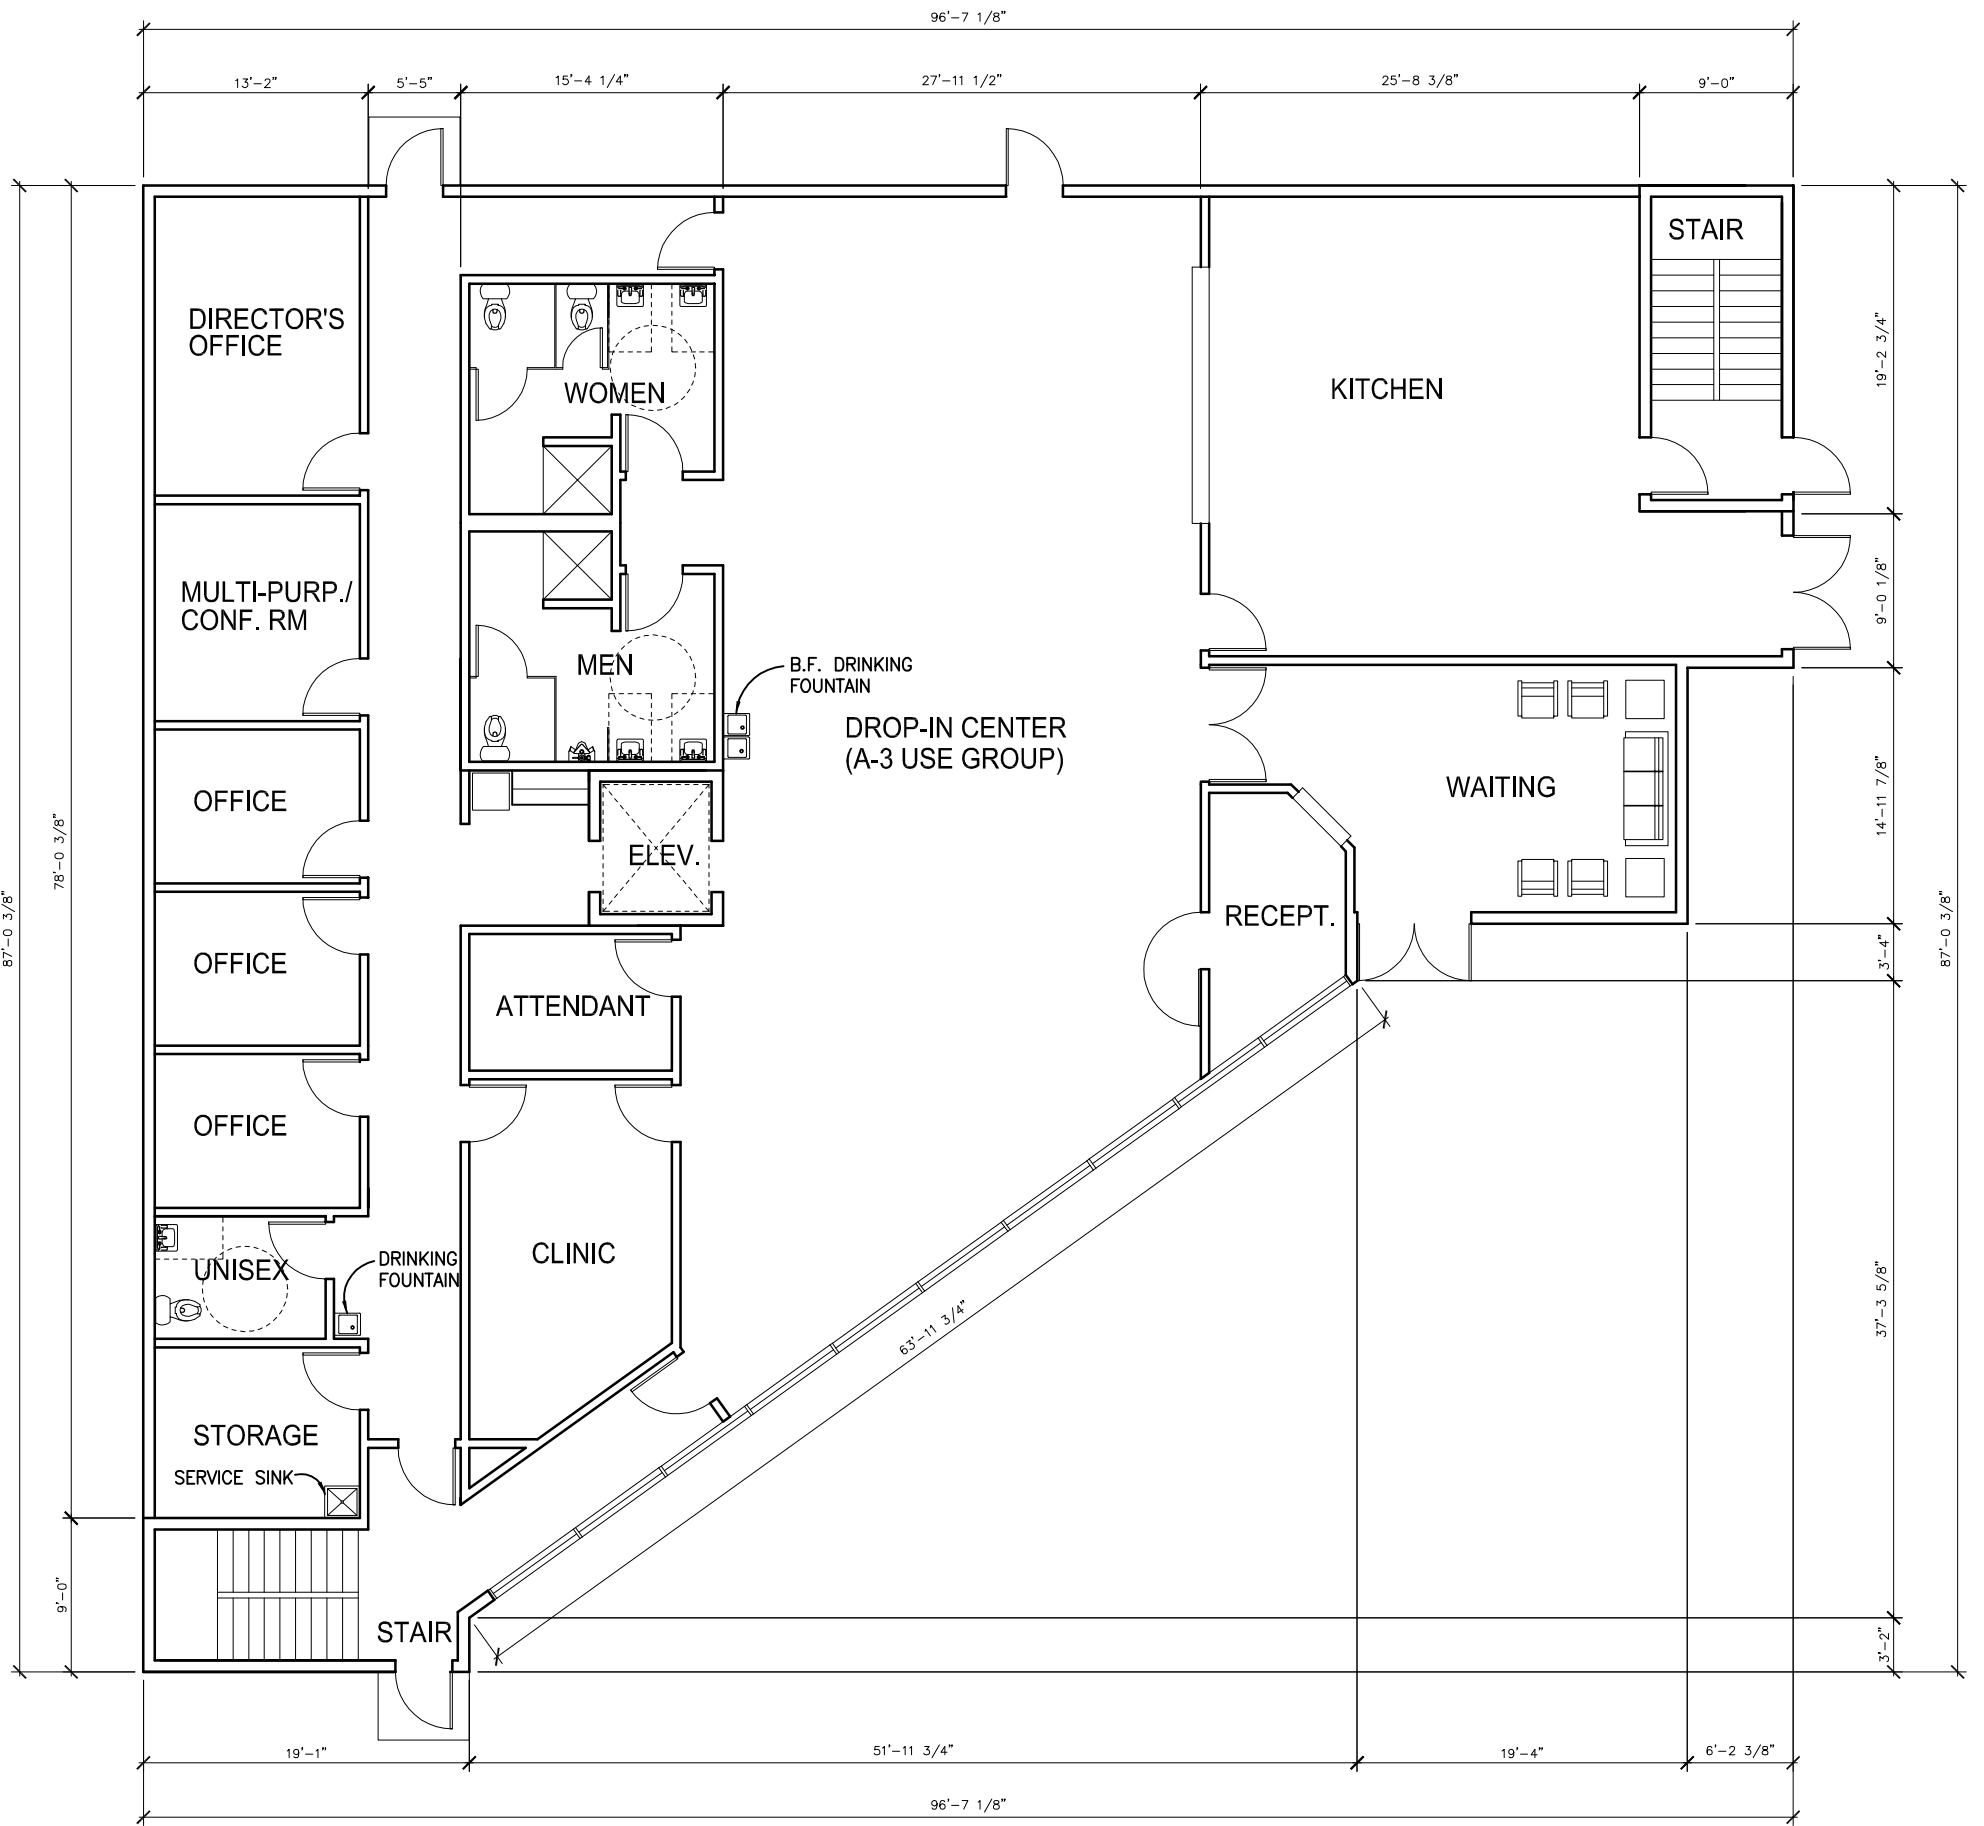 96'-7 1/8"
13'-2"
5'-5"
15'-4 1/4"
27'-11 1/2"
25'-8 3/8"
9'-0"
STAIR
DIRECTOR'S
OFFICE
WOMEN
KITCHEN
19'-2 3/4"
MULTI-PURP./
CONF. RM
9'-0 1/8"
MEN
B.F. DRINKING
FOUNTAIN
DROP-IN CENTER
(A-3 USE GROUP)
WAITING
OFFICE
14'-11 7/8"
78'-0 3/8"
ELEV.
87'-0 3/8"
RECEPT.
87'-0 3/8"
3'-4"
OFFICE
ATTENDANT
OFFICE
CLINIC
UNISEX
DRINKING
FOUNTAIN
37'-3 5/8"
63'-11 3/4"
STORAGE
SERVICE SINK
9'-0"
STAIR
3'-2"
19'-1"
51'-11 3/4"
19'-4"
6'-2 3/8"
96'-7 1/8"